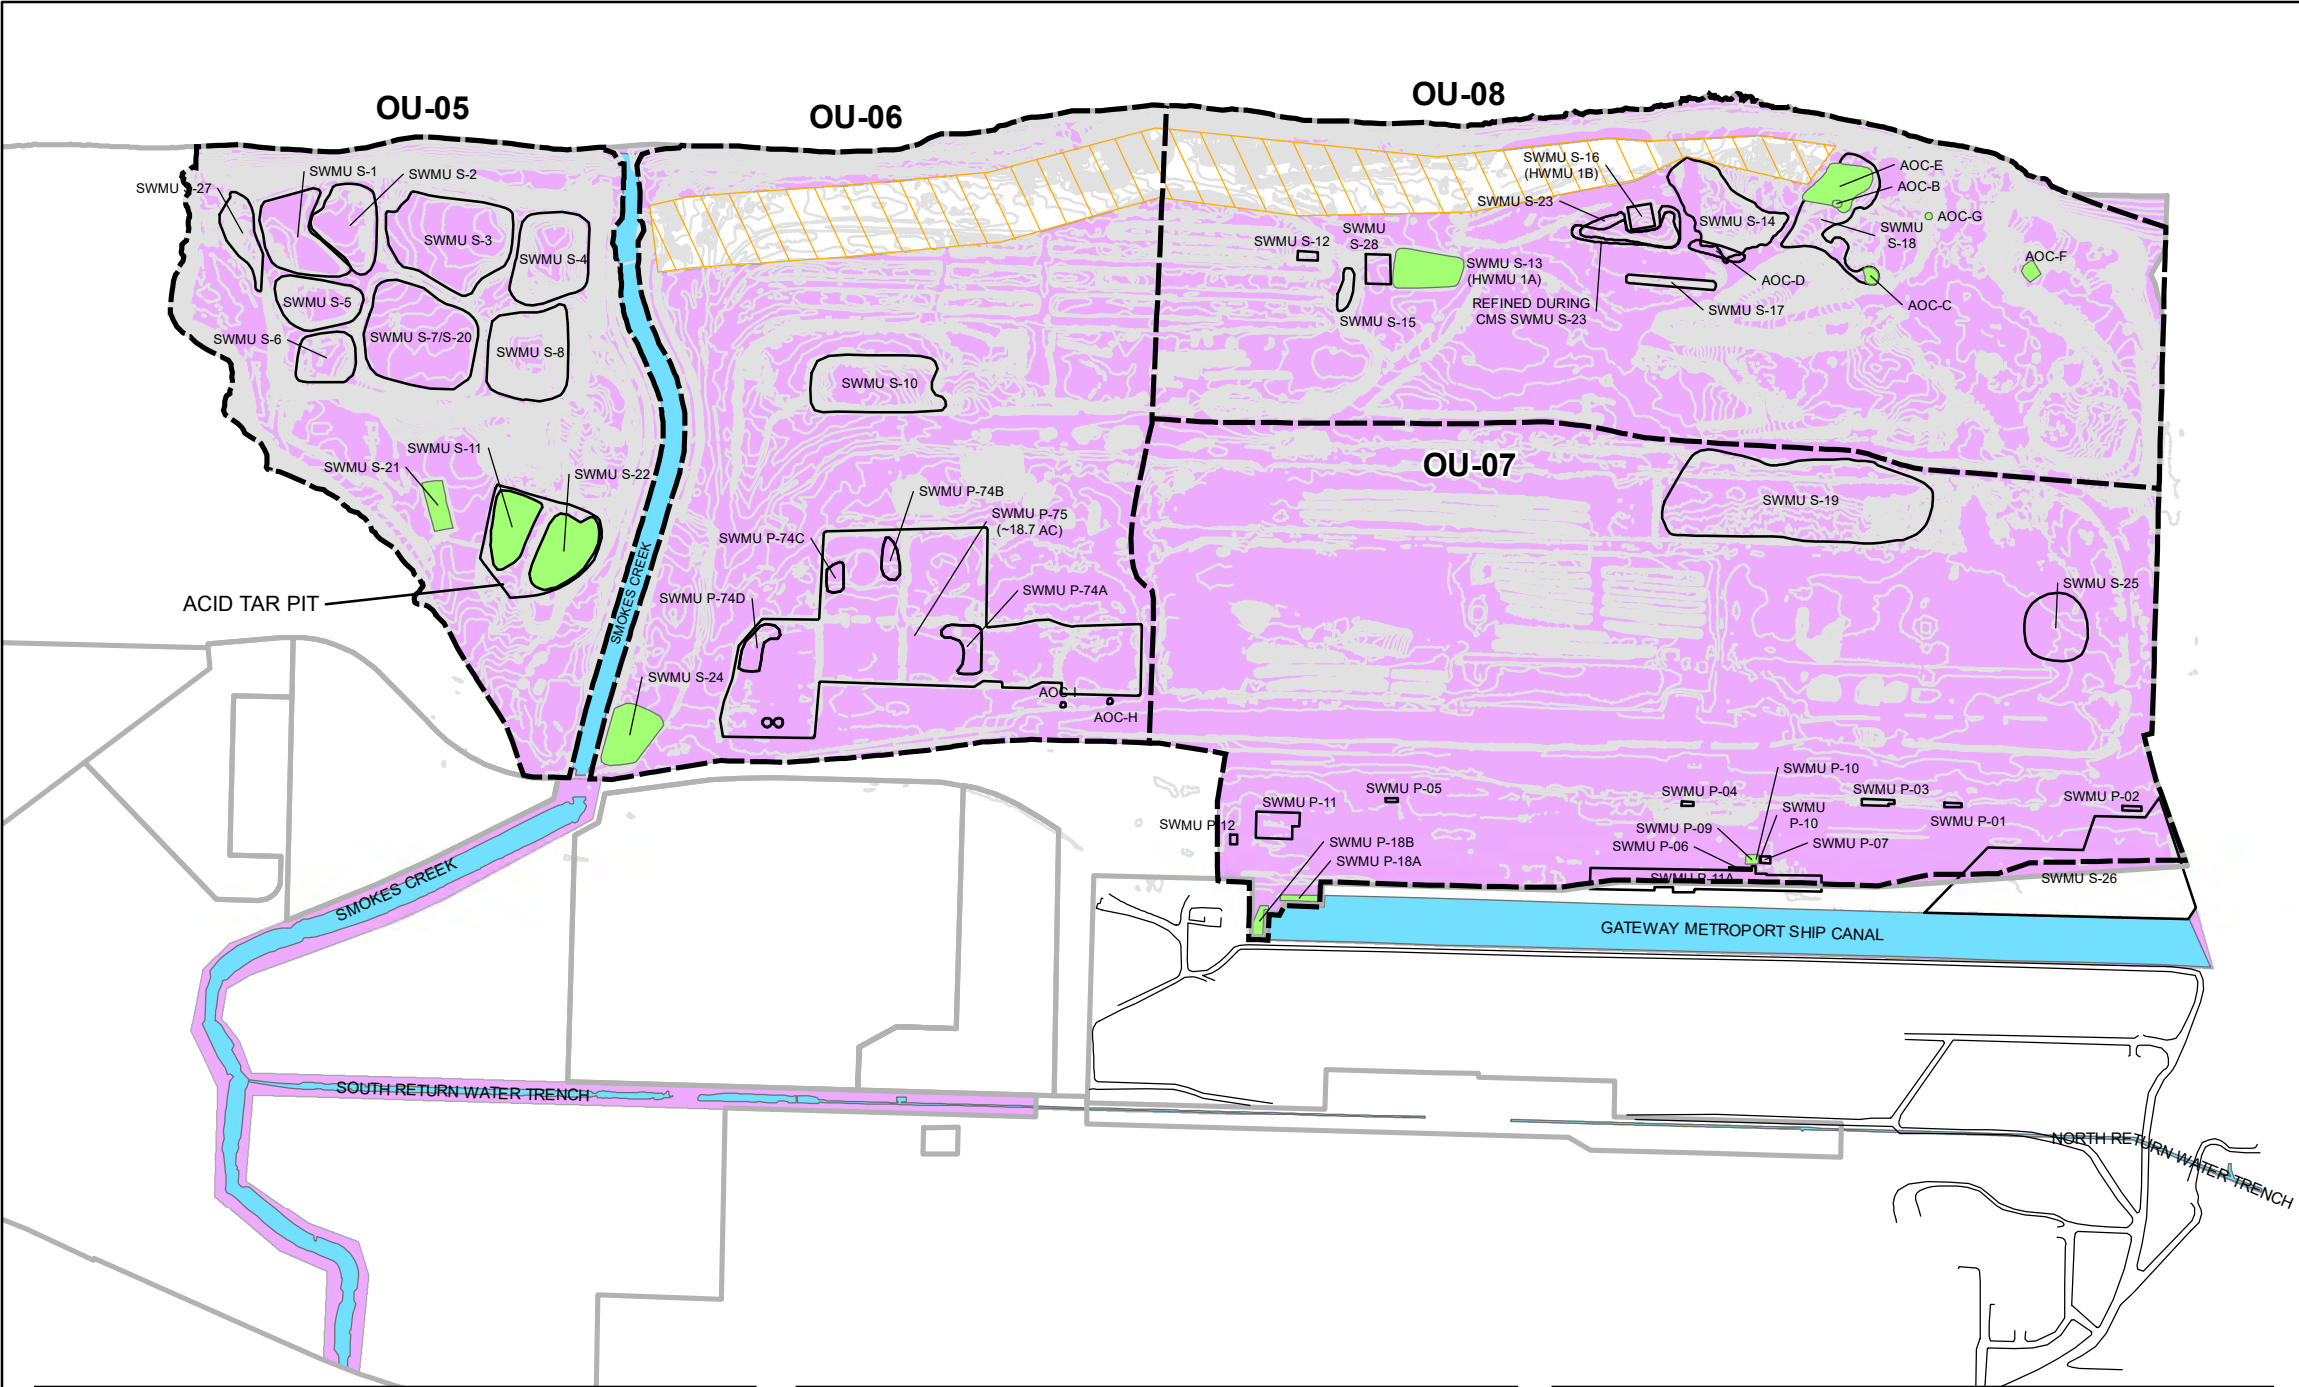 OU-05
OU-06
OU-08
SWMU S-27
SWMU S-1
SWMU S-2
SWMU S-3
SWMU S-4
SWMU S-5
SWMU S-6
SWMU S-7/S-20
SWMU S-8
SWMU S-10
SWMU S-11
SWMU S-21
SWMU S-22
ACID TAR PIT
SMOKES CREEK
SWMU S-24
SWMU P-74B
SWMU P-75
(~18.7 AC)
SWMU P-74C
SWMU P-74D
SWMU P-74A
AOC-I
AOC-H
SWMU S-16
(HWMU 1B)
SWMU S-23
SWMU S-12
SWMU
S-28
SWMU S-13
(HWMU 1A)
SWMU S-15
REFINED DURING
CMS SWMU S-23
SWMU S-14
AOC-D
SWMU S-17
AOC-E
AOC-B
AOC-G
SWMU
S-18
AOC-F
AOC-C
OU-07
SWMU S-19
SWMU S-25
SWMU P-10
SWMU P-05
SWMU P-04
SWMU P-03
SWMU P-02
SWMU P-11
SWMU
P-10
SWMU P-01
SWMU P-12
SWMU P-09
SWMU P-18B
SWMU P-06
SWMU P-07
SWMU P-18A
SWMU P-11A
SWMU S-26
GATEWAY METROPORT SHIP CANAL
SMOKES CREEK
SOUTH RETURN WATER TRENCH
NORTH RETURN WATER TRENCH